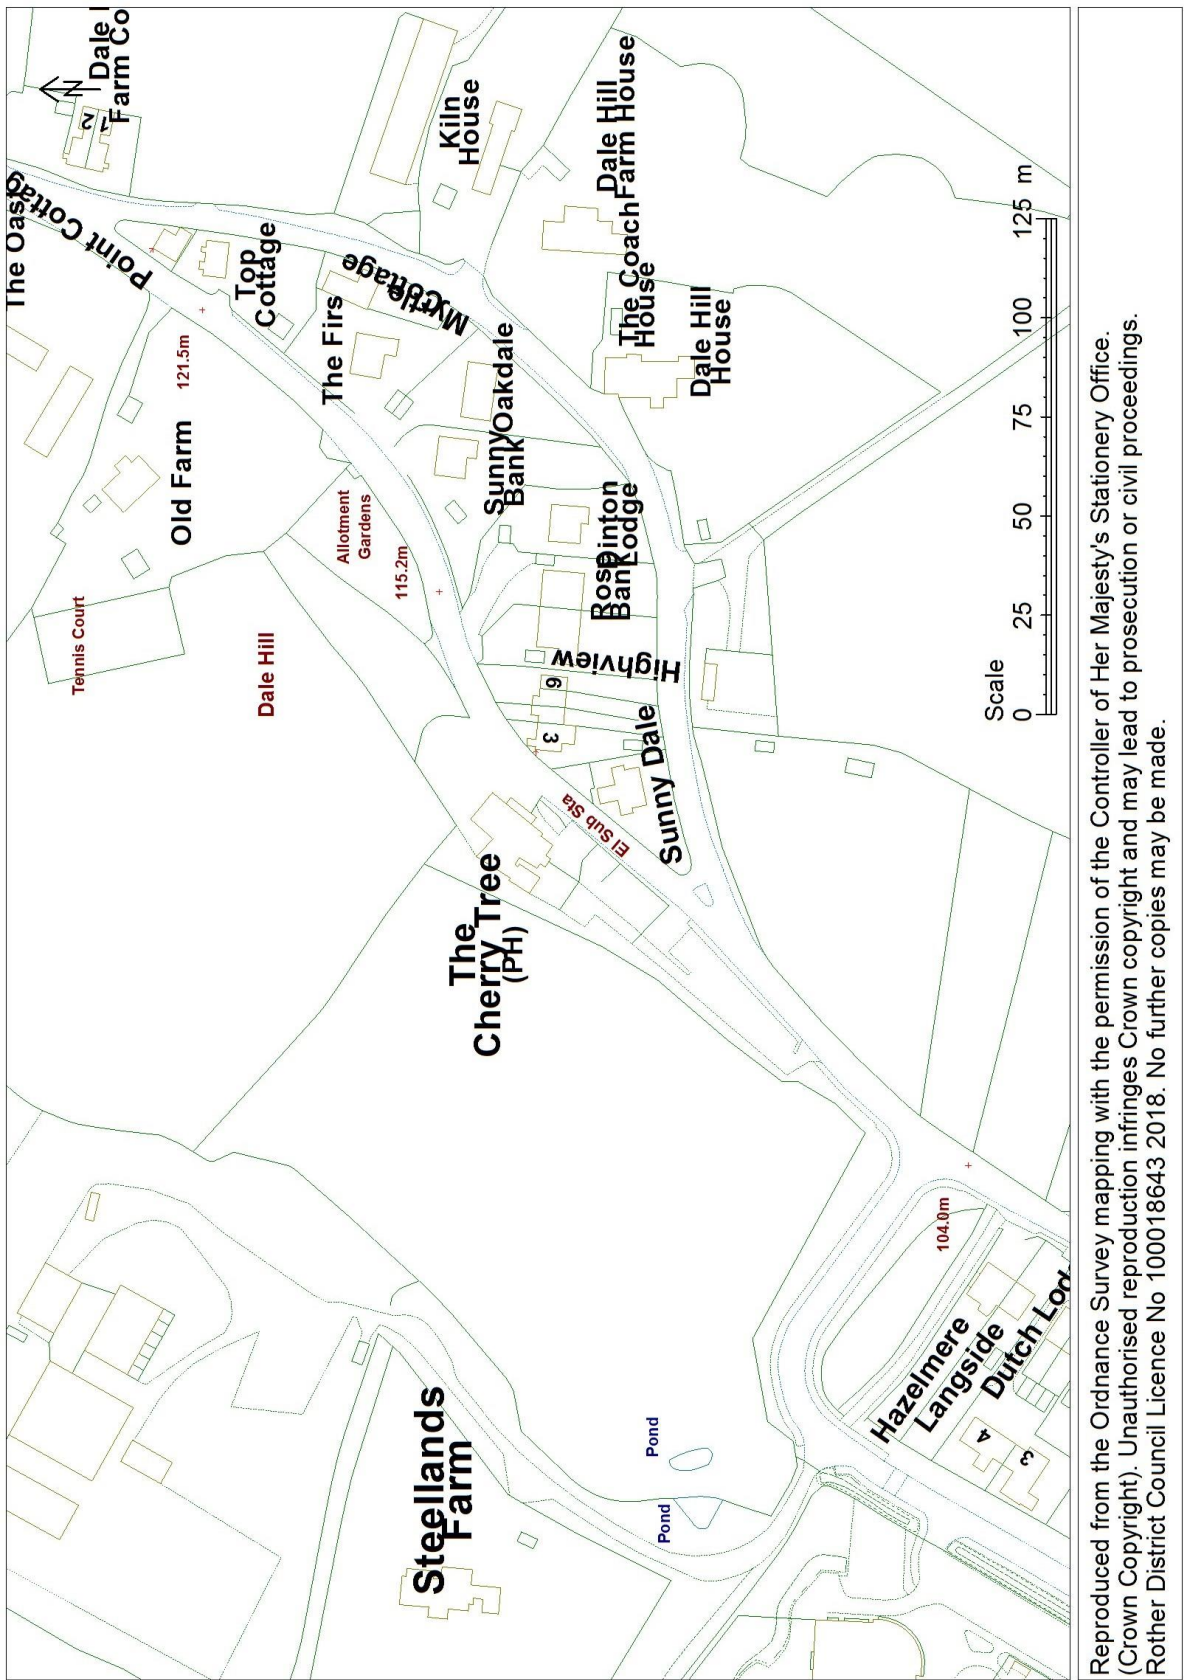 The Oast
Point Cottag
Dale
Farm Co
N
2
1
Kiln
House
Dale Hill
Farm House
The Coach
House
Dale Hill
House
Top
Cottage
Myrtle
Cottage
The Firs
Oakdale
Sunny
Bank
121.5m
Old Farm
Allotment
Gardens
115.2m
Tennis Court
Dale Hill
Linton
Lodge
Rose
Bank
Highview
6
3
Sunny Dale
El Sub Sta
The
Cherry Tree
(PH)
Steellands
Farm
Pond
Pond
104.0m
Hazelmere
Langside
Dutch Lod
4
3
Scale
0 25 50 75 100 125 m
Reproduced from the Ordnance Survey mapping with the permission of the Controller of Her Majesty's Stationery Office.
(Crown Copyright). Unauthorised reproduction infringes Crown copyright and may lead to prosecution or civil proceedings.
Rother District Council Licence No 100018643 2018. No further copies may be made.